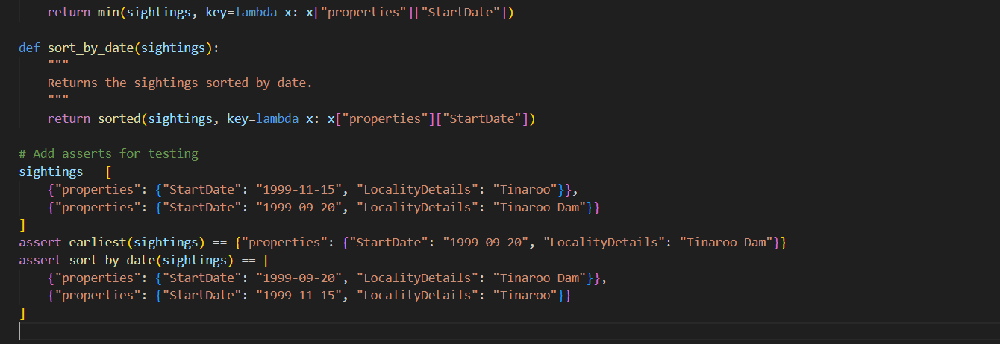 return min(sightings, key=lambda x: x["properties"]["StartDate"])
def sort_by_date(sightings):
    """
    Returns the sightings sorted by date.
    """
    return sorted(sightings, key=lambda x: x["properties"]["StartDate"])
# Add asserts for testing
sightings = [
    {"properties": {"StartDate": "1999-11-15", "LocalityDetails": "Tinaroo"}},
    {"properties": {"StartDate": "1999-09-20", "LocalityDetails": "Tinaroo Dam"}}
]
assert earliest(sightings) == {"properties": {"StartDate": "1999-09-20", "LocalityDetails": "Tinaroo Dam"}}
assert sort_by_date(sightings) == [
    {"properties": {"StartDate": "1999-09-20", "LocalityDetails": "Tinaroo Dam"}},
    {"properties": {"StartDate": "1999-11-15", "LocalityDetails": "Tinaroo"}}
]